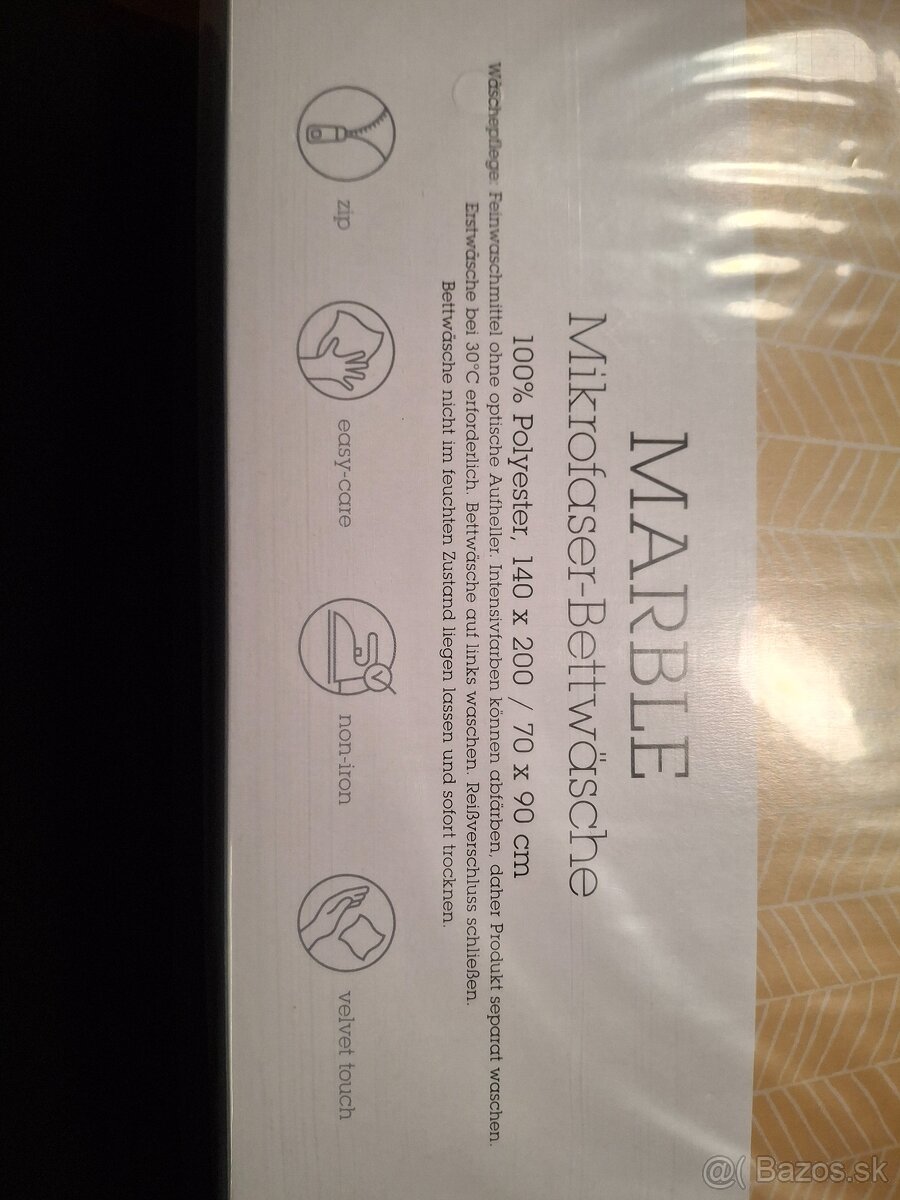 MARBLE
Mikrofaser-Bettwäsche
100% Polyester, 140 x 200 / 70 x 90 cm
Wäschepflege: Feinwaschmittel ohne optische Aufheller. Intensivfarben können abfärben, daher Produkt separat waschen.
Erstwäsche bei 30°C erforderlich. Bettwäsche auf links waschen. Reißverschluss schließen.
Bettwäsche nicht im feuchten Zustand liegen lassen und sofort trocknen.
zip
easy-care
non-iron
velvet touch
@( Bazos.sk